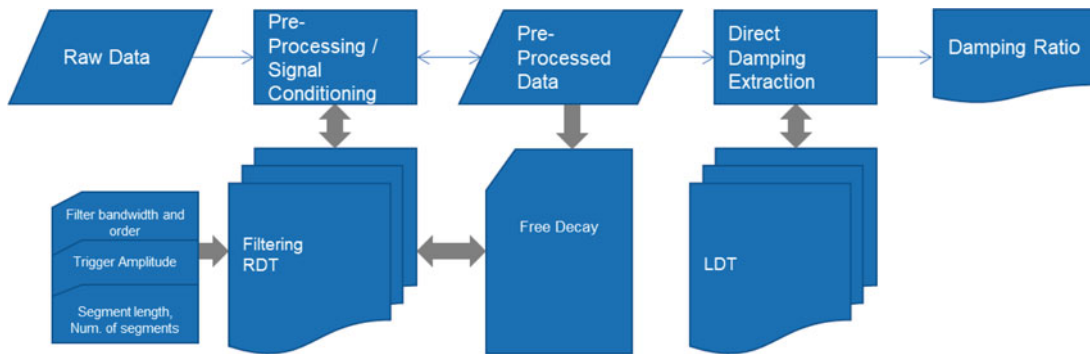 Raw Data
Pre-
Processing /
Signal
Conditioning
Pre-
Processed
Data
Direct
Damping
Extraction
Damping Ratio
Filter bandwidth and
order
Trigger Amplitude
Segment length,
Num. of segments
Filtering
RDT
Free Decay
LDT